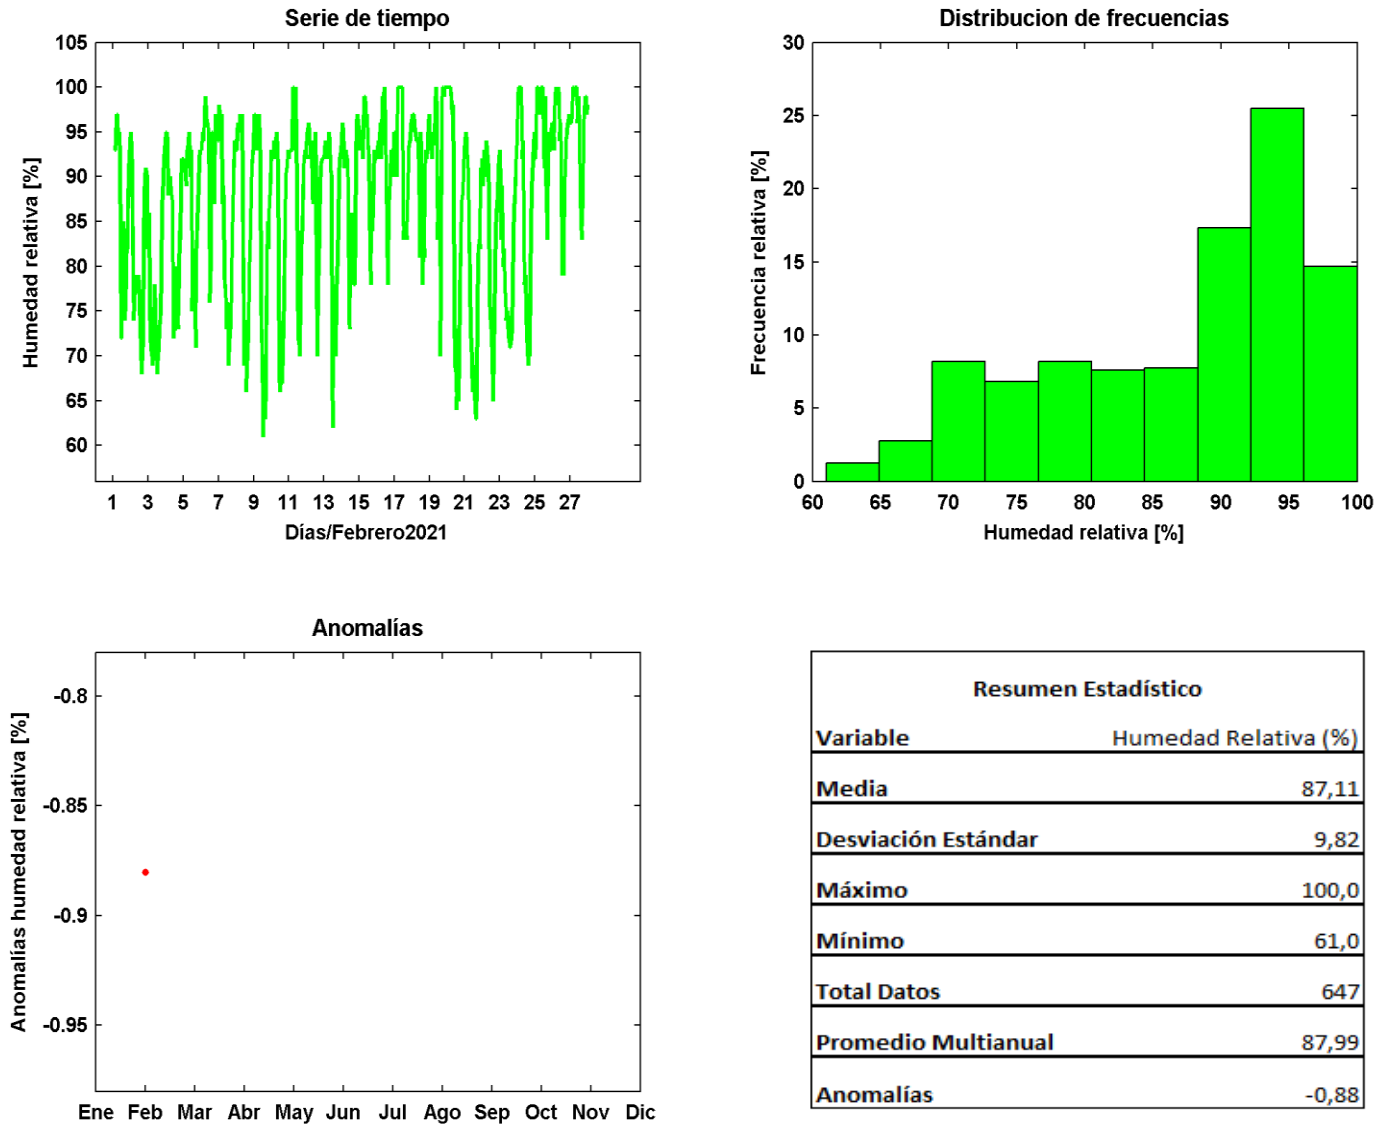 Serie de tiempo
105
100
95
90
85
80
75
70
65
60
Humedad relativa [%]
1 3 5 7 9 11 13 15 17 19 21 23 25 27
Días/Febrero2021
Distribucion de frecuencias
30
25
20
15
10
5
0
Frecuencia relativa [%]
60 65 70 75 80 85 90 95 100
Humedad relativa [%]
Anomalías
-0.8
-0.85
-0.9
-0.95
Anomalías humedad relativa [%]
Ene Feb Mar Abr May Jun Jul Ago Sep Oct Nov Dic
Resumen Estadístico
Variable Humedad Relativa (%)
Media 87,11
Desviación Estándar 9,82
Máximo 100,0
Mínimo 61,0
Total Datos 647
Promedio Multianual 87,99
Anomalías -0,88